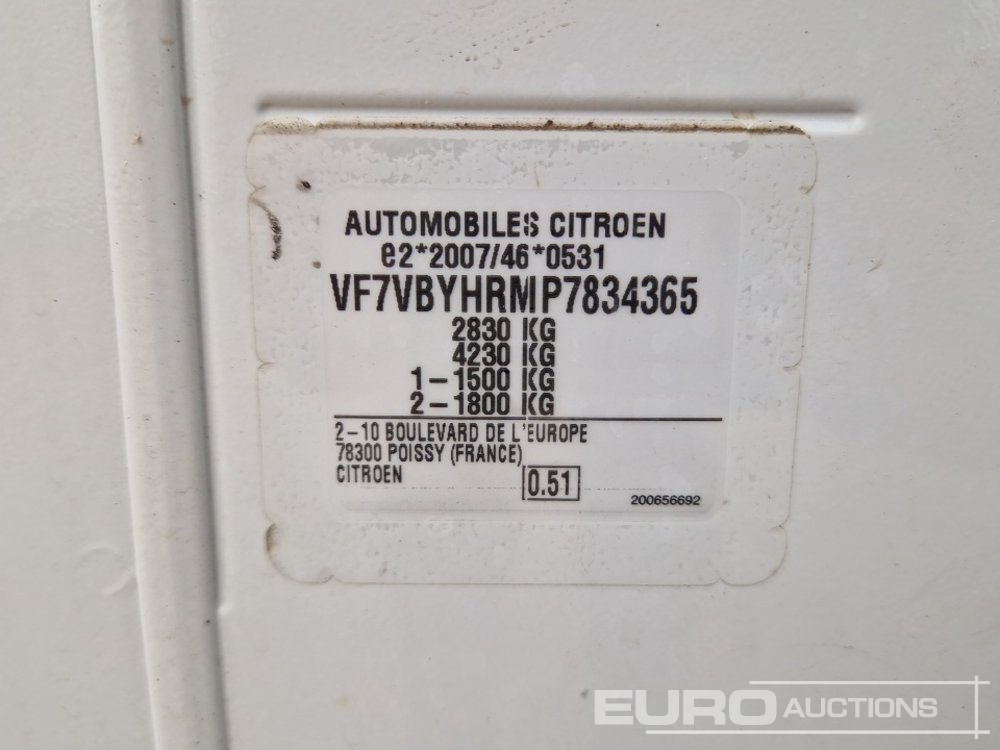 AUTOMOBILES CITROEN
e2*2007/46*0531
VF7VBYHRMP7834365
2830 KG
4230 KG
1-1500 KG
2-1800 KG
2-10 BOULEVARD DE L'EUROPE
78300 POISSY (FRANCE)
CITROEN
0.51
200656692
EURO AUCTIONS